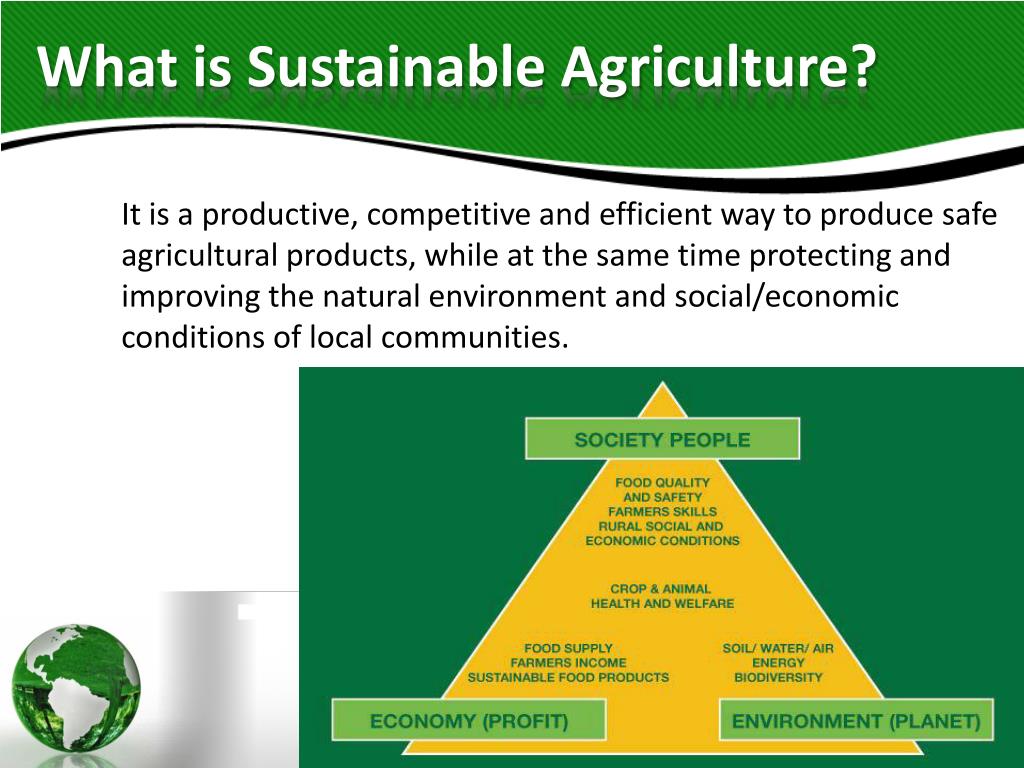 What is Sustainable Agriculture?
It is a productive, competitive and efficient way to produce safe
agricultural products, while at the same time protecting and
improving the natural environment and social/economic
conditions of local communities.
SOCIETY PEOPLE
FOOD QUALITY
AND SAFETY
FARMERS SKILLS
RURAL SOCIAL AND
ECONOMIC CONDITIONS
CROP & ANIMAL
HEALTH AND WELFARE
FOOD SUPPLY
FARMERS INCOME
SUSTAINABLE FOOD PRODUCTS
SOIL/ WATER/ AIR
ENERGY
BIODIVERSITY
ECONOMY (PROFIT)
ENVIRONMENT (PLANET)